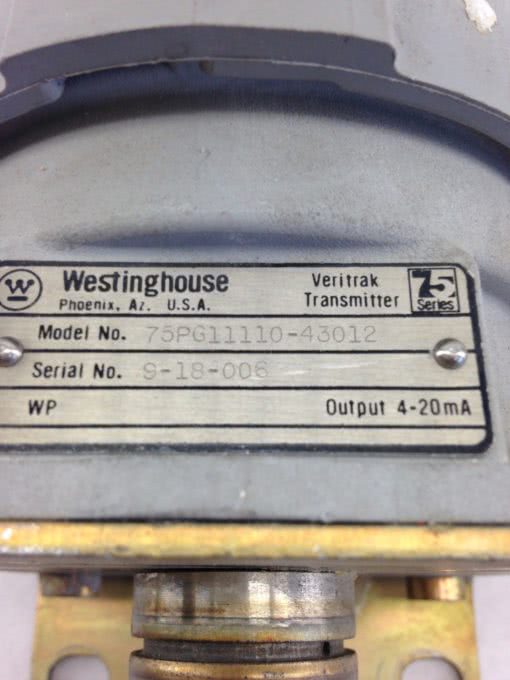 W Westinghouse
Phoenix, Az. U.S.A.
Veritrak
Transmitter
75
Series
Model No. 75PG11110-43012
Serial No. 9-18-006
WP Output 4-20mA